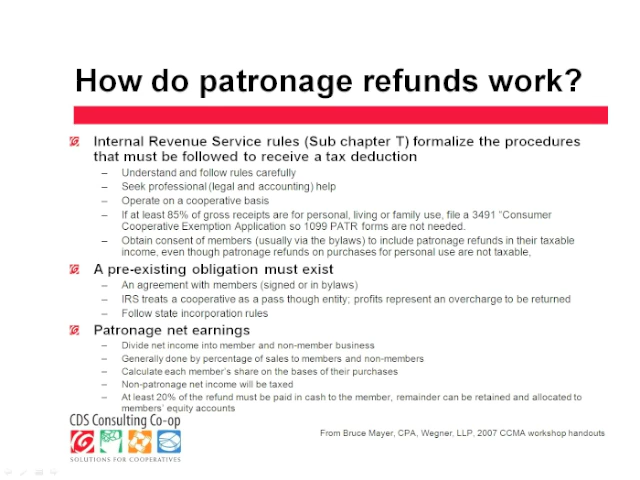 How do patronage refunds work?
Internal Revenue Service rules (Sub chapter T) formalize the procedures
that must be followed to receive a tax deduction
– Understand and follow rules carefully
– Seek professional (legal and accounting) help
– Operate on a cooperative basis
– If at least 85% of gross receipts are for personal, living or family use, file a 3491 “Consumer
Cooperative Exemption Application so 1099 PATR forms are not needed.
– Obtain consent of members (usually via the bylaws) to include patronage refunds in their taxable
income, even though patronage refunds on purchases for personal use are not taxable,
A pre-existing obligation must exist
– An agreement with members (signed or in bylaws)
– IRS treats a cooperative as a pass though entity; profits represent an overcharge to be returned
– Follow state incorporation rules
Patronage net earnings
– Divide net income into member and non-member business
– Generally done by percentage of sales to members and non-members
– Calculate each member’s share on the bases of their purchases
– Non-patronage net income will be taxed
– At least 20% of the refund must be paid in cash to the member, remainder can be retained and allocated to
members’ equity accounts
CDS Consulting Co-op
SOLUTIONS FOR COOPERATIVES
From Bruce Mayer, CPA, Wegner, LLP, 2007 CCMA workshop handouts